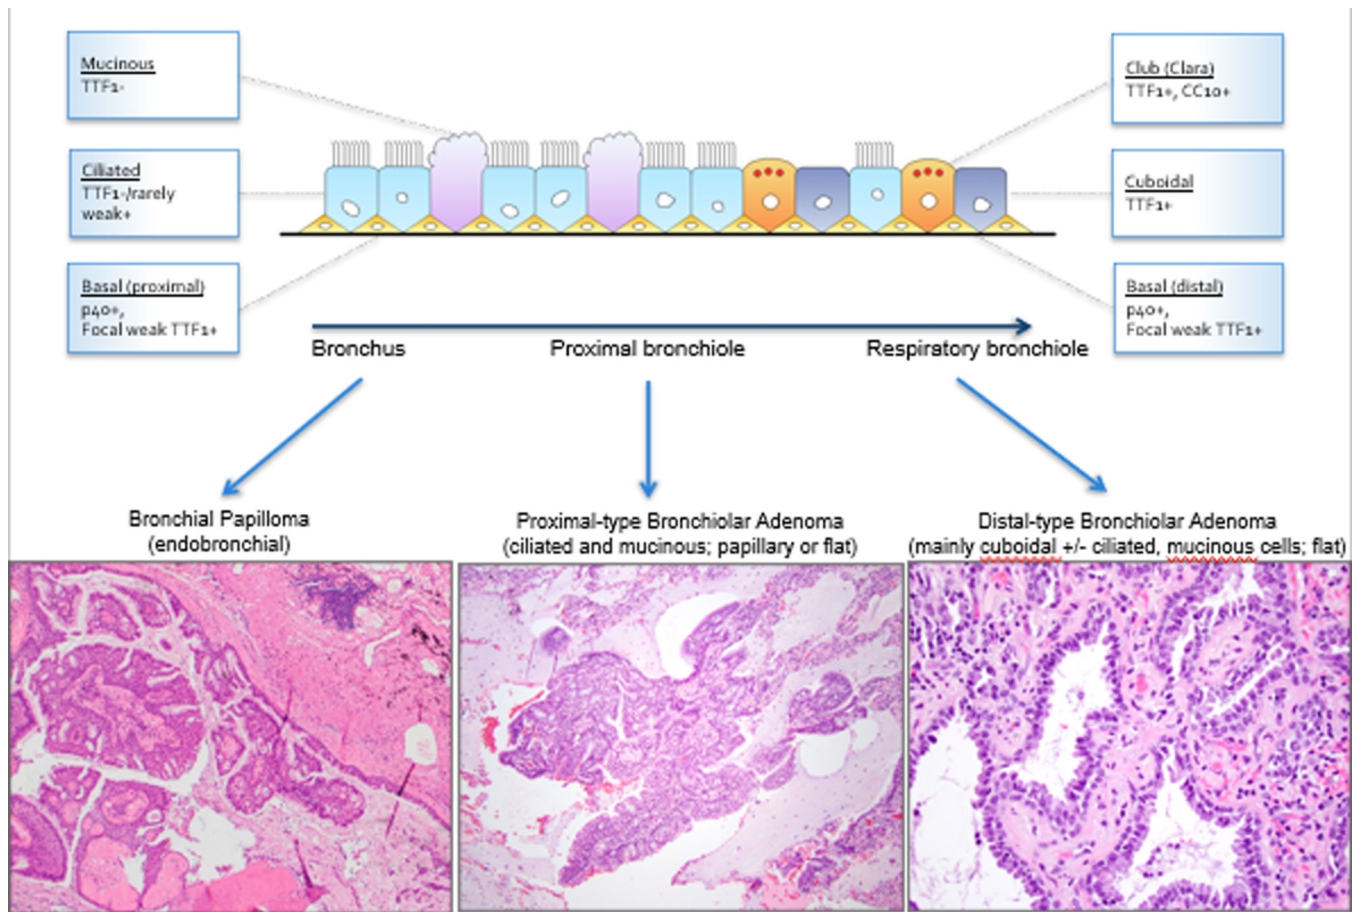 Mucinous
TTF1-
Ciliated
TTF1-/rarely
weak+
Basal (proximal)
p40+,
Focal weak TTF1+
Club (Clara)
TTF1+, CC10+
Cuboidal
TTF1+
Basal (distal)
p40+,
Focal weak TTF1+
Bronchus
Proximal bronchiole
Respiratory bronchiole
Bronchial Papilloma
(endobronchial)
Proximal-type Bronchiolar Adenoma
(ciliated and mucinous; papillary or flat)
Distal-type Bronchiolar Adenoma
(mainly cuboidal +/- ciliated, mucinous cells; flat)